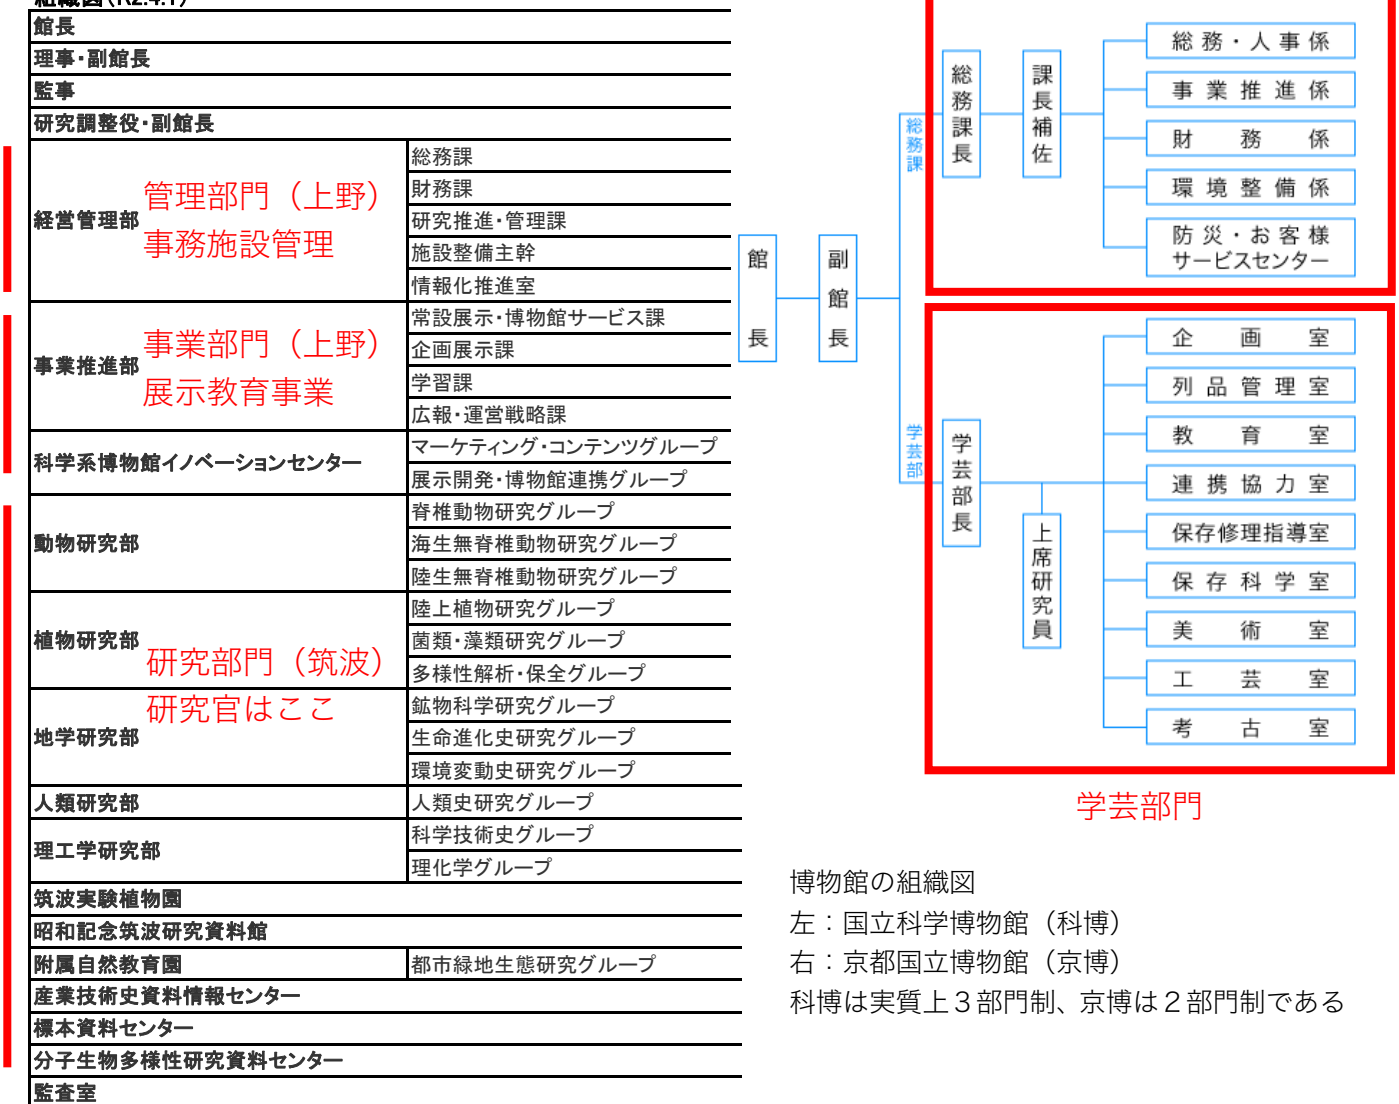 組織図(R2.4.1)
館長
理事・副館長
監事
研究調整役・副館長
経営管理部
管理部門（上野）
事務施設管理
総務課
財務課
研究推進・管理課
施設整備主幹
情報化推進室
事業推進部
事業部門（上野）
展示教育事業
常設展示・博物館サービス課
企画展示課
学習課
広報・運営戦略課
科学系博物館イノベーションセンター
マーケティング・コンテンツグループ
展示開発・博物館連携グループ
動物研究部
脊椎動物研究グループ
海生無脊椎動物研究グループ
陸生無脊椎動物研究グループ
植物研究部
陸上植物研究グループ
菌類・藻類研究グループ
多様性解析・保全グループ
研究部門（筑波）
研究官はここ
地学研究部
鉱物科学研究グループ
生命進化史研究グループ
環境変動史研究グループ
人類研究部
人類史研究グループ
理工学研究部
科学技術史グループ
理化学グループ
筑波実験植物園
昭和記念筑波研究資料館
附属自然教育園
都市緑地生態研究グループ
産業技術史資料情報センター
標本資料センター
分子生物多様性研究資料センター
監査室
館長
副館長
総務課
総務課長
課長補佐
総務・人事係
事業推進係
財務係
環境整備係
防災・お客様
サービスセンター
学芸部
学芸部長
上席研究員
企画室
列品管理室
教育室
連携協力室
保存修理指導室
保存科学室
美術室
工芸室
考古室
学芸部門
博物館の組織図
左：国立科学博物館（科博）
右：京都国立博物館（京博）
科博は実質上３部門制、京博は２部門制である